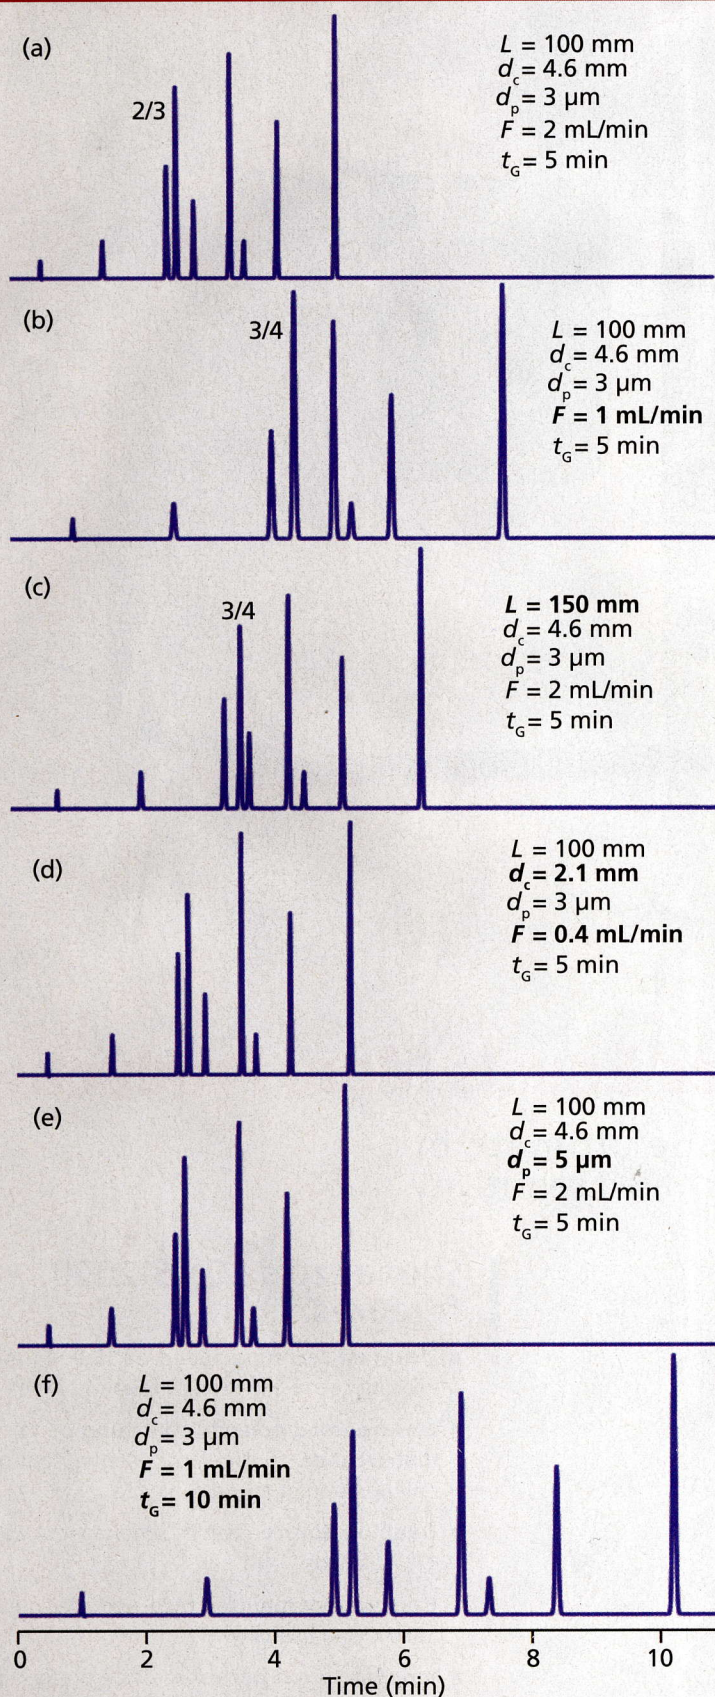 (a)
L = 100 mm
dc = 4.6 mm
dp = 3 µm
F = 2 mL/min
tG = 5 min
2/3
(b)
3/4
L = 100 mm
dc = 4.6 mm
dp = 3 µm
F = 1 mL/min
tG = 5 min
(c)
3/4
L = 150 mm
dc = 4.6 mm
dp = 3 µm
F = 2 mL/min
tG = 5 min
(d)
L = 100 mm
dc = 2.1 mm
dp = 3 µm
F = 0.4 mL/min
tG = 5 min
(e)
L = 100 mm
dc = 4.6 mm
dp = 5 µm
F = 2 mL/min
tG = 5 min
(f)
L = 100 mm
dc = 4.6 mm
dp = 3 µm
F = 1 mL/min
tG = 10 min
0 2 4 6 8 10
Time (min)